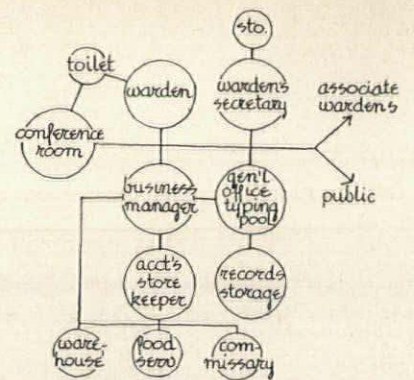 sto.
toilet
warden
warden's
secretary
associate
wardens
conference
room
public
business
manager
gen'l
office
typing
pool
acct's
store
keeper
records
storage
ware-
house
food
serv
com-
missary